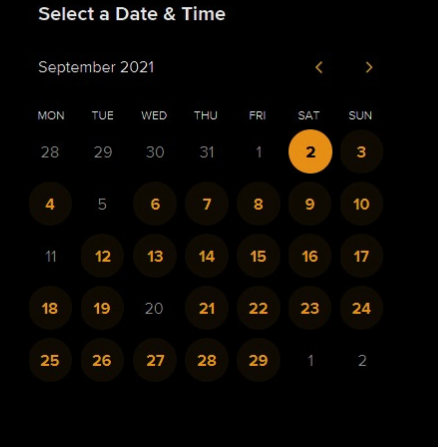 Select a Date & Time
September 2021
MON TUE WED THU FRI SAT SUN
28 29 30 31 1 2 3
4 5 6 7 8 9 10
11 12 13 14 15 16 17
18 19 20 21 22 23 24
25 26 27 28 29 1 2